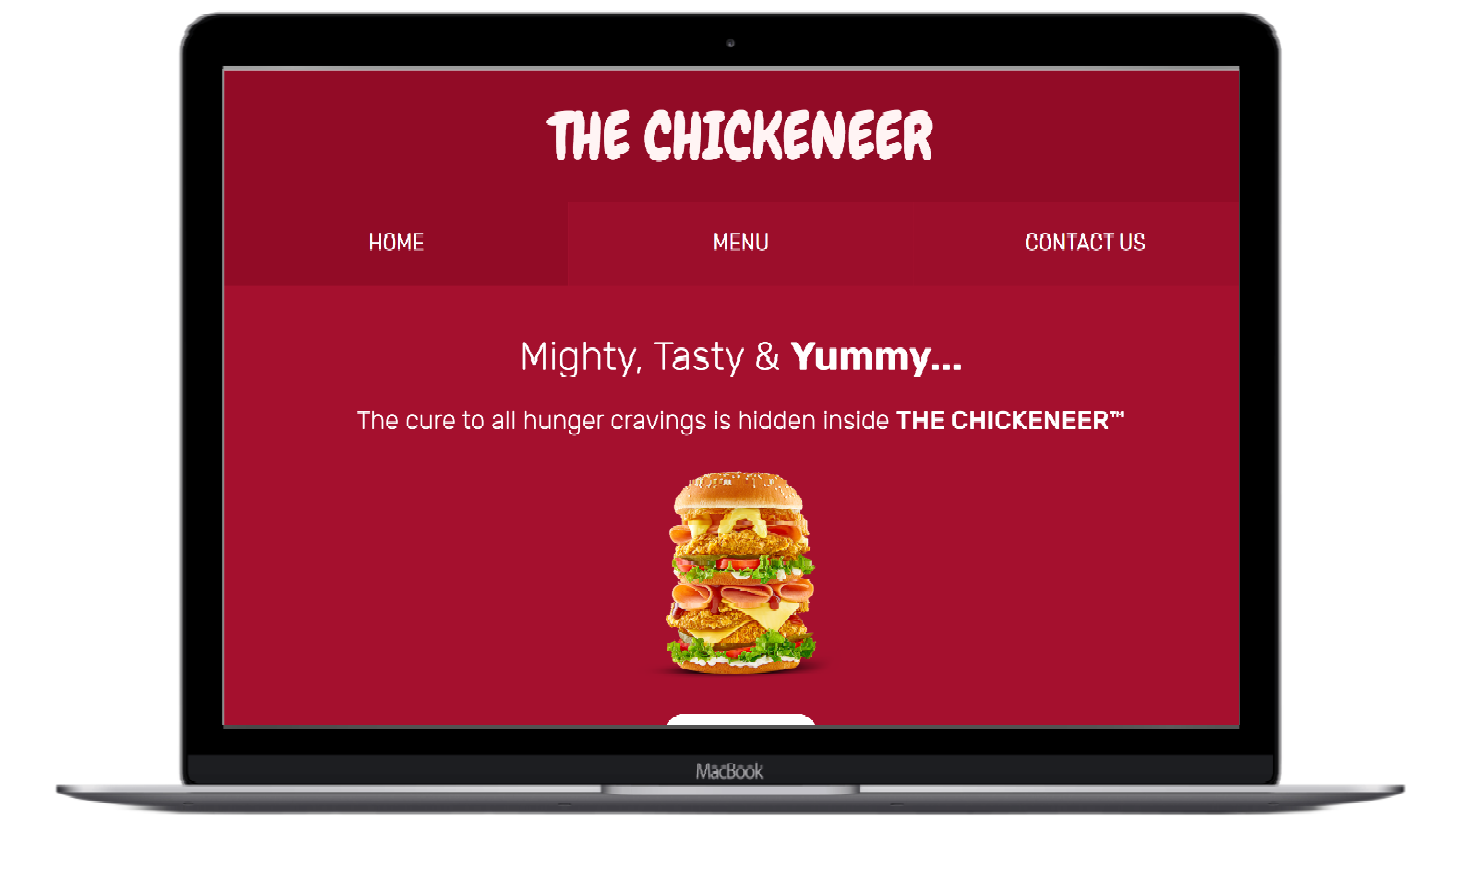 THE CHICKENEER
HOME
MENU
CONTACT US
Mighty, Tasty & Yummy...
The cure to all hunger cravings is hidden inside THE CHICKENEER™
MacBook